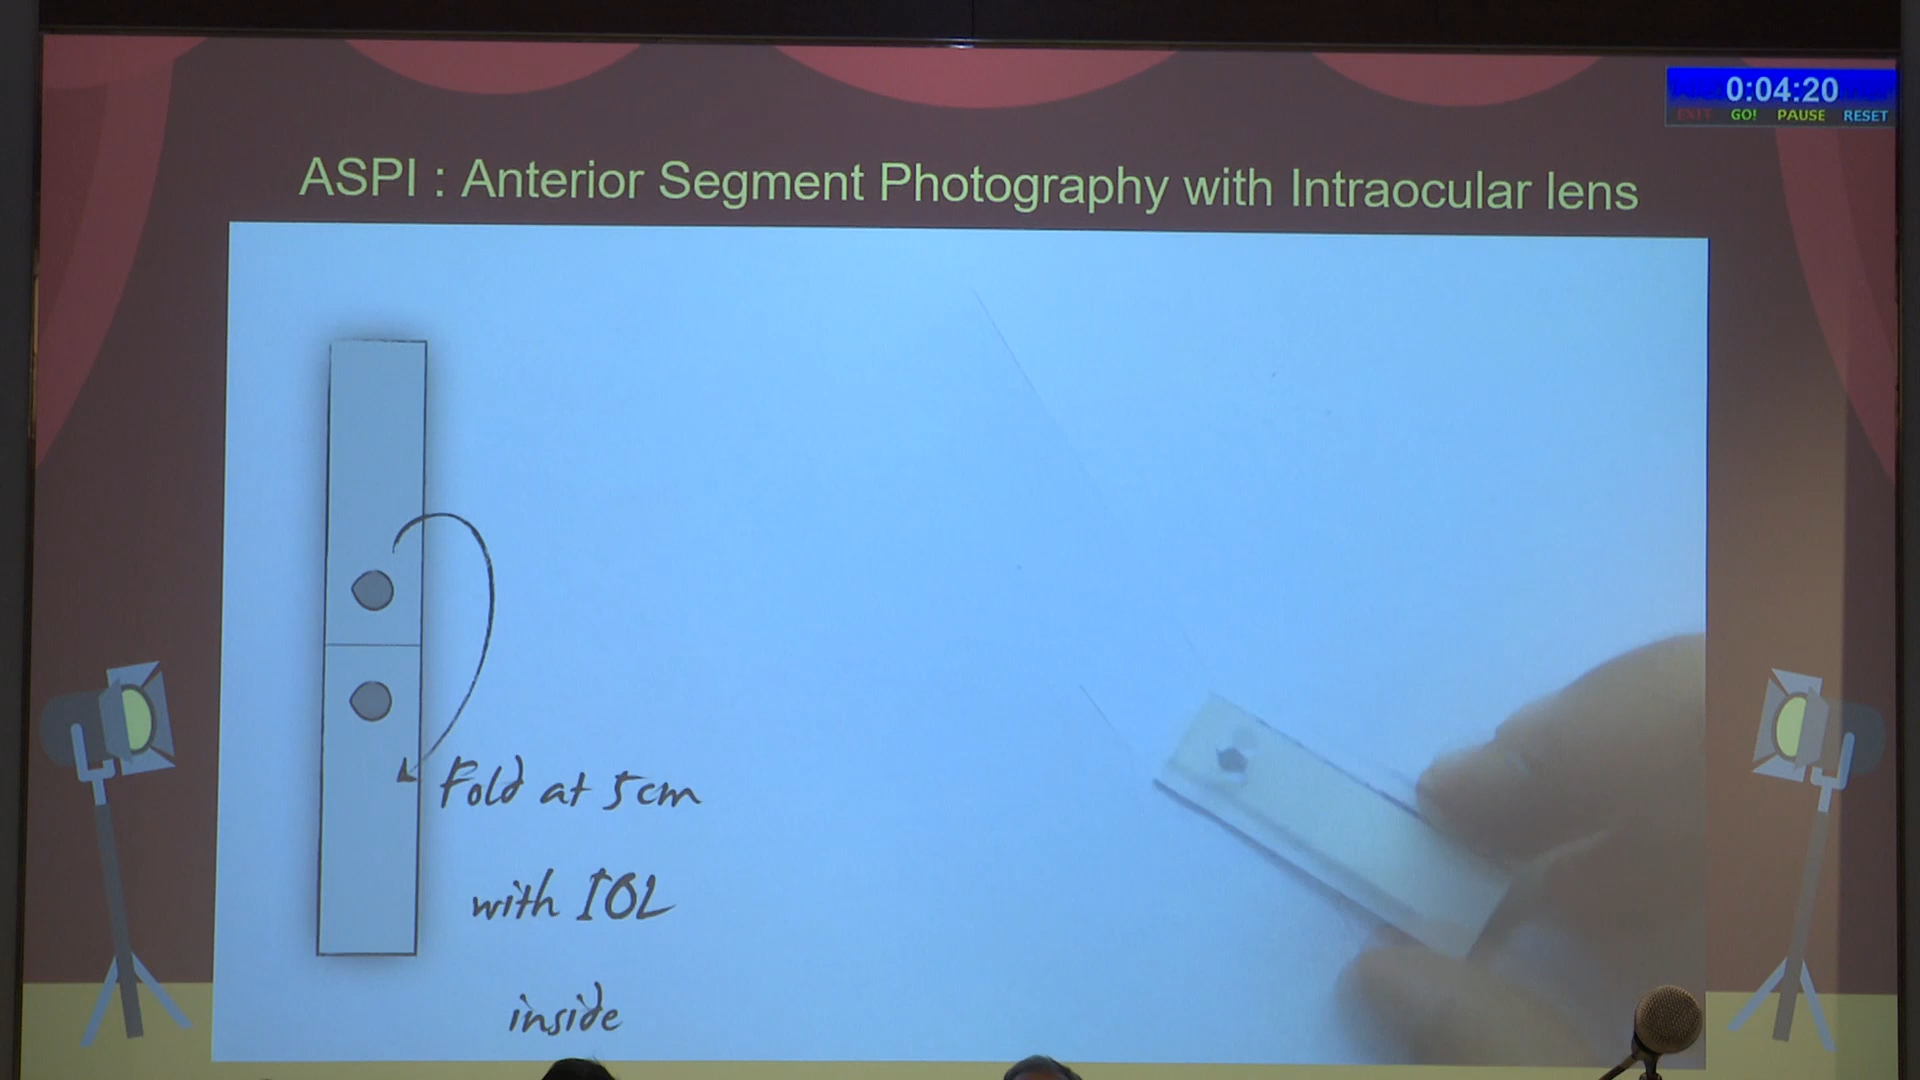 0:04:20
EXIT GO! PAUSE RESET
ASPI : Anterior Segment Photography with Intraocular lens
Fold at 5cm
with IOL
inside